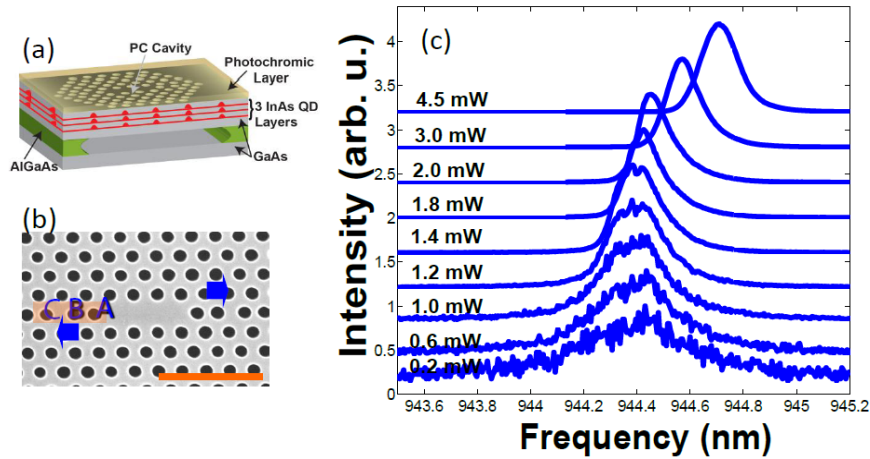 (a)
PC Cavity
Photochromic
Layer
3 InAs QD
Layers
AlGaAs
GaAs
(b)
C B A
(c)
Intensity (arb. u.)
4
3.5
3
2.5
2
1.5
1
0.5
0
4.5 mW
3.0 mW
2.0 mW
1.8 mW
1.4 mW
1.2 mW
1.0 mW
0.6 mW
0.2 mW
943.6 943.8 944 944.2 944.4 944.6 944.8 945 945.2
Frequency (nm)